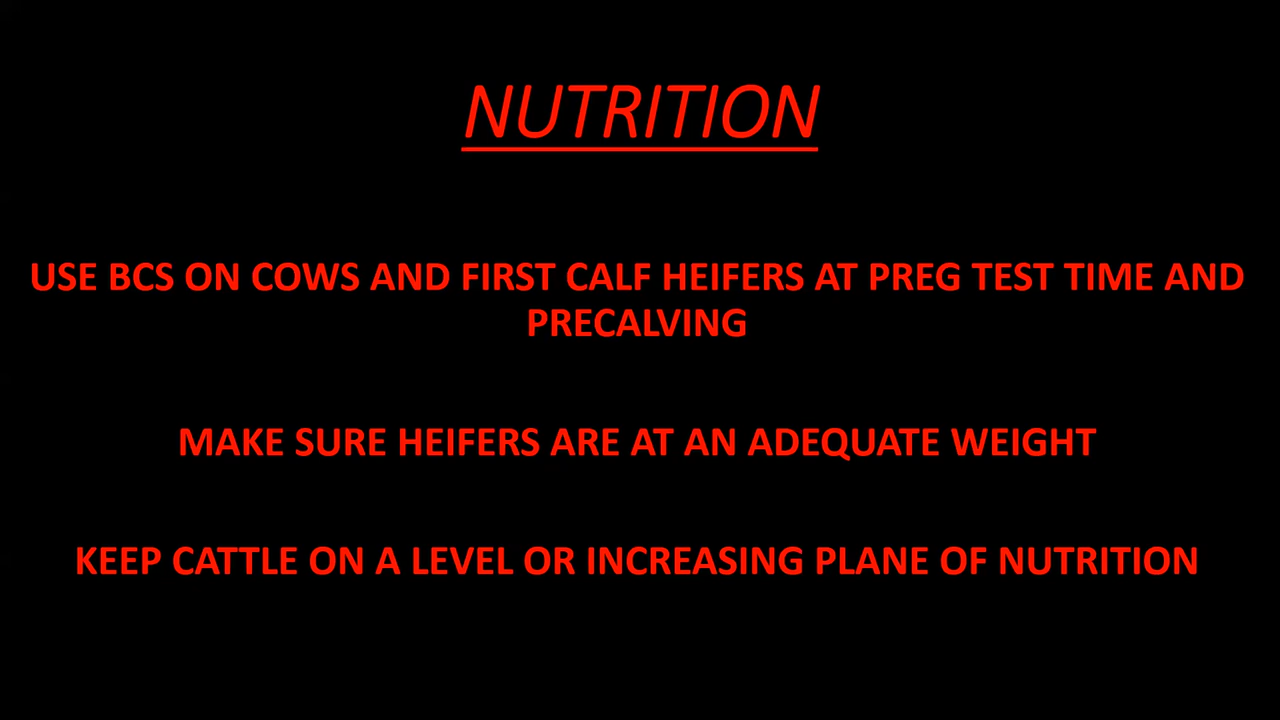 NUTRITION
USE BCS ON COWS AND FIRST CALF HEIFERS AT PREG TEST TIME AND
PRECALVING
MAKE SURE HEIFERS ARE AT AN ADEQUATE WEIGHT
KEEP CATTLE ON A LEVEL OR INCREASING PLANE OF NUTRITION